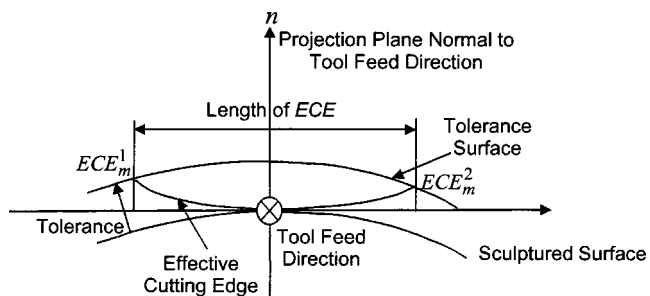 n
Projection Plane Normal to
Tool Feed Direction
Length of ECE
Tolerance
Surface
ECE_m^1
ECE_m^2
Tolerance
Tool Feed
Direction
Effective
Cutting Edge
Sculptured Surface